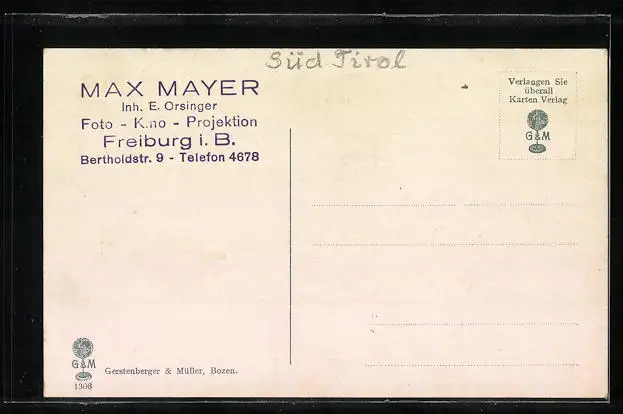 Süd Tirol
MAX MAYER
Inh. E. Orsinger
Foto - K.no - Projektion
Freiburg i. B.
Bertholdstr. 9 - Telefon 4678
Verlangen Sie
überall
Karten Verlag
G&M
G&M
1306
Gerstenberger & Müller, Bozen.